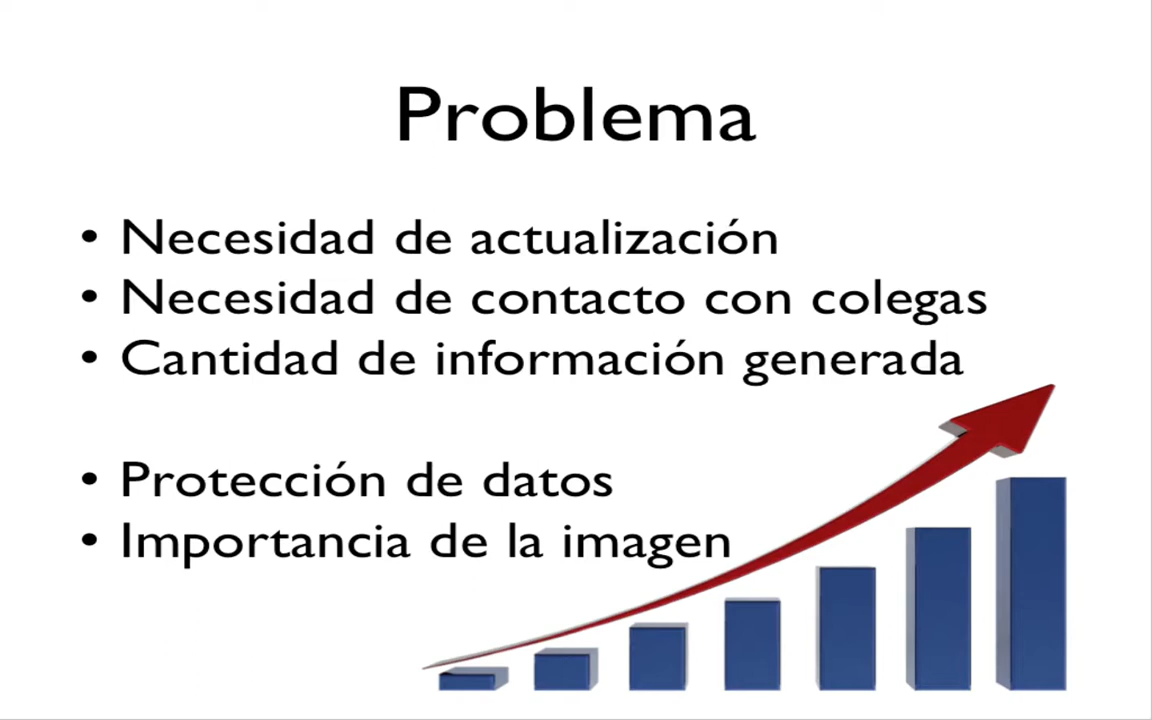 Problema
• Necesidad de actualización
• Necesidad de contacto con colegas
• Cantidad de información generada
• Protección de datos
• Importancia de la imagen